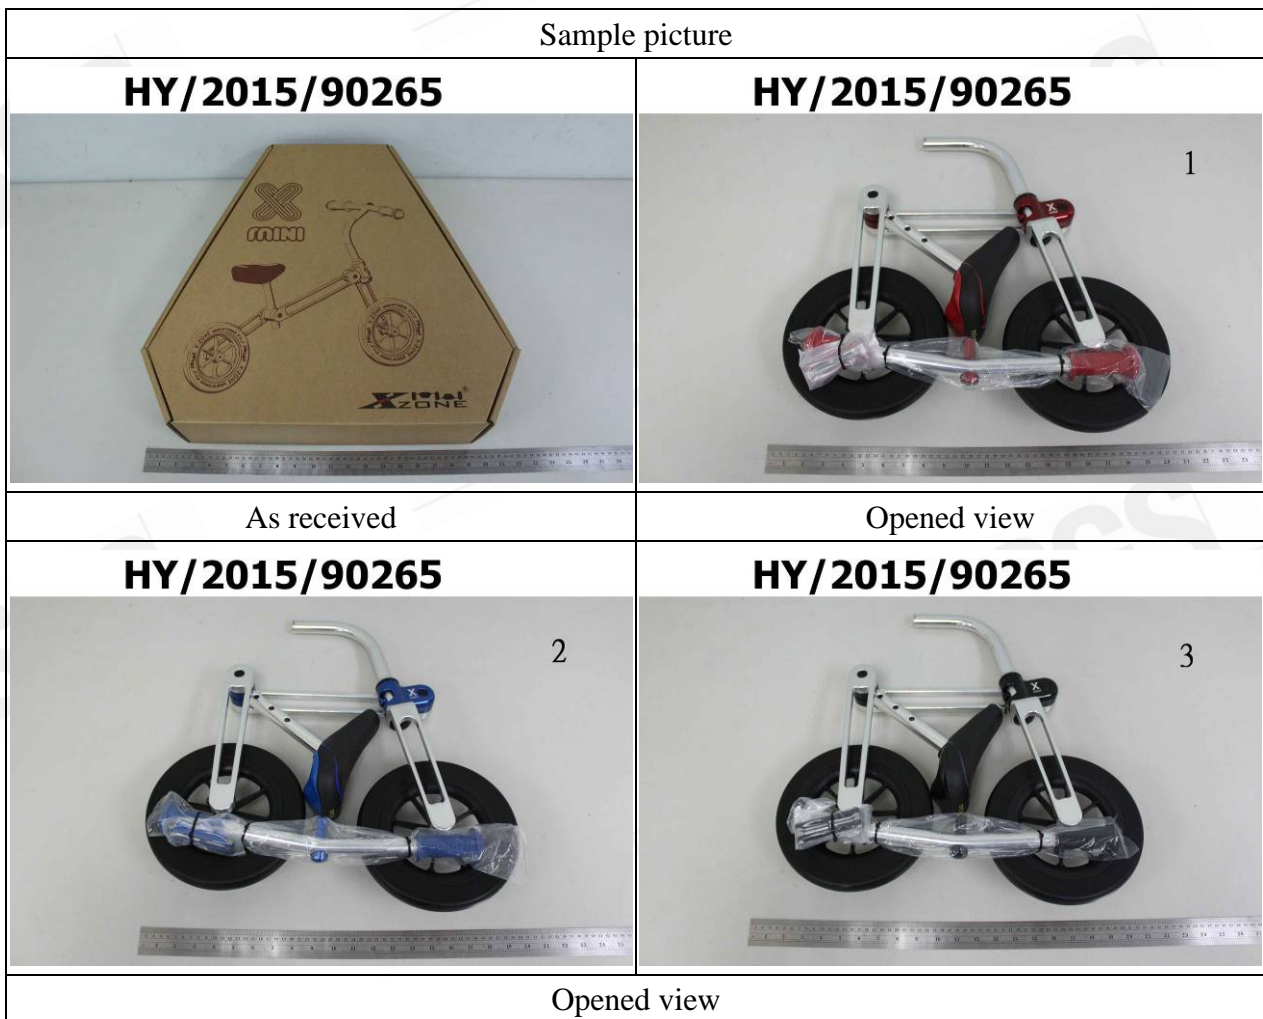 Sample picture
HY/2015/90265
HY/2015/90265
X
MINI
XZONE
1
X
As received
Opened view
HY/2015/90265
HY/2015/90265
2
X
3
X
Opened view